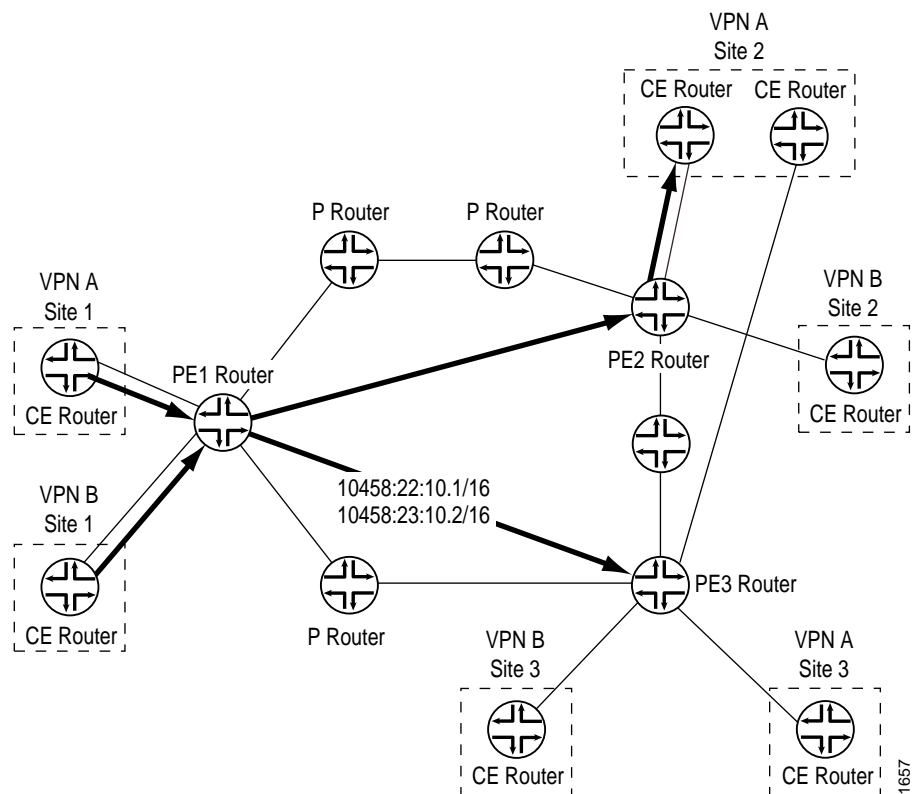 VPN A
Site 2
CE Router
CE Router
P Router
P Router
VPN A
Site 1
VPN B
Site 2
PE1 Router
PE2 Router
CE Router
CE Router
10458:22:10.1/16
10458:23:10.2/16
VPN B
Site 1
PE3 Router
CE Router
P Router
VPN B
Site 3
VPN A
Site 3
CE Router
CE Router
1657